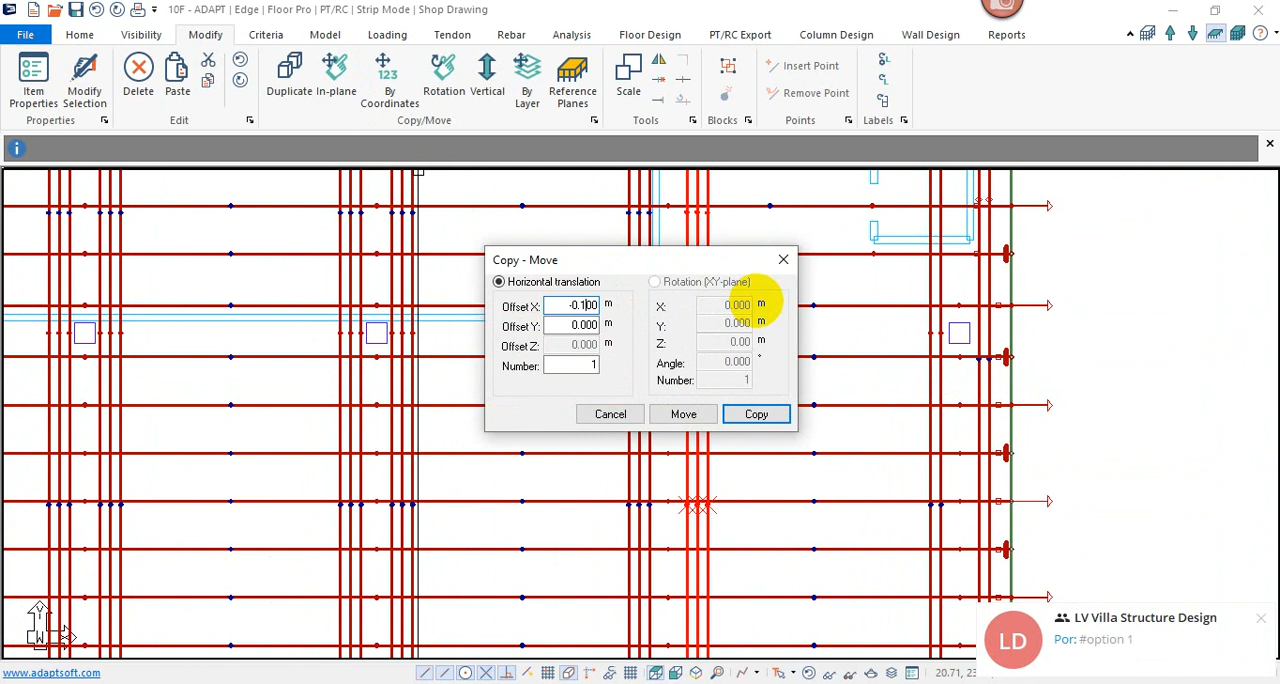 10F - ADAPT | Edge | Floor Pro | PT/RC | Strip Mode | Shop Drawing
File Home Visibility Modify Criteria Model Loading Tendon Rebar Analysis Floor Design PT/RC Export Column Design Wall Design Reports
Item Properties
Modify Selection
Delete
Paste
Duplicate
In-plane
By Coordinates
Rotation
Vertical
By Layer
Reference Planes
Scale
Insert Point
Remove Point
Properties Edit Copy/Move Tools Blocks Points Labels
Copy - Move
Horizontal translation
Offset X: -0.100 m
Offset Y: 0.000 m
Offset Z: 0.000 m
Number: 1
Rotation (XY-plane)
X: 0.000 m
Y: 0.000 m
Z: 0.00 m
Angle: 0.000 °
Number: 1
Cancel Move Copy
LD
LV Villa Structure Design
Por: #option 1
www.adaptsoft.com
20.71, 23